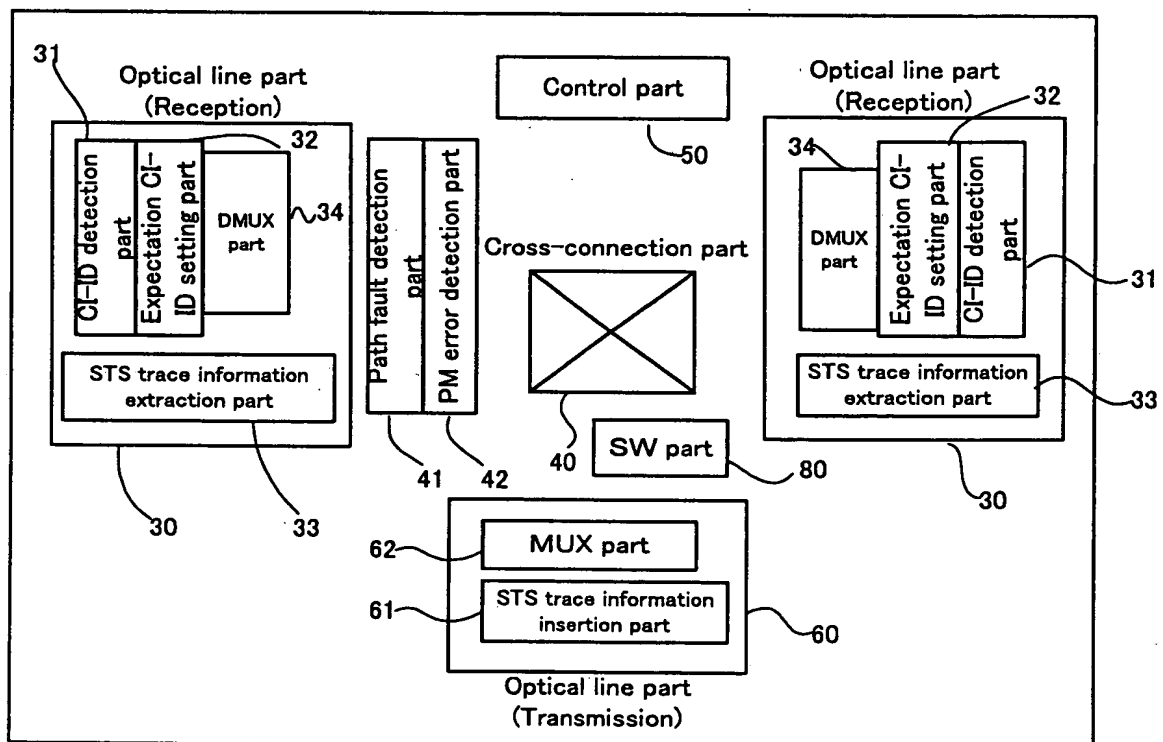 31
Optical line part
(Reception)
CI-ID detection
part
Expectation CI-
ID setting part
32
DMUX
part
34
STS trace information
extraction part
30
33
Path fault detection
part
PM error detection part
41
42
Control part
50
Cross-connection part
40
SW part
80
Optical line part
(Reception)
32
34
DMUX
part
Expectation CI-
ID setting part
CI-ID detection
part
31
STS trace information
extraction part
33
30
62
MUX part
61
STS trace information
insertion part
60
Optical line part
(Transmission)